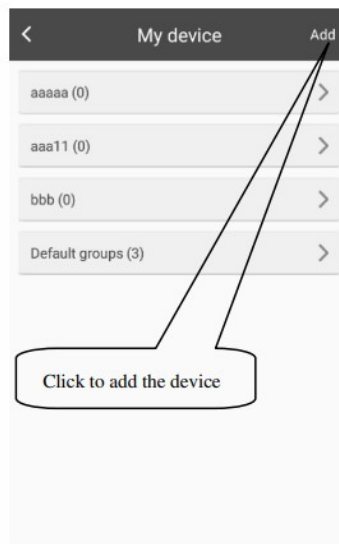 My device Add
aaaaa (0)
aaa11 (0)
bbb (0)
Default groups (3)
Click to add the device